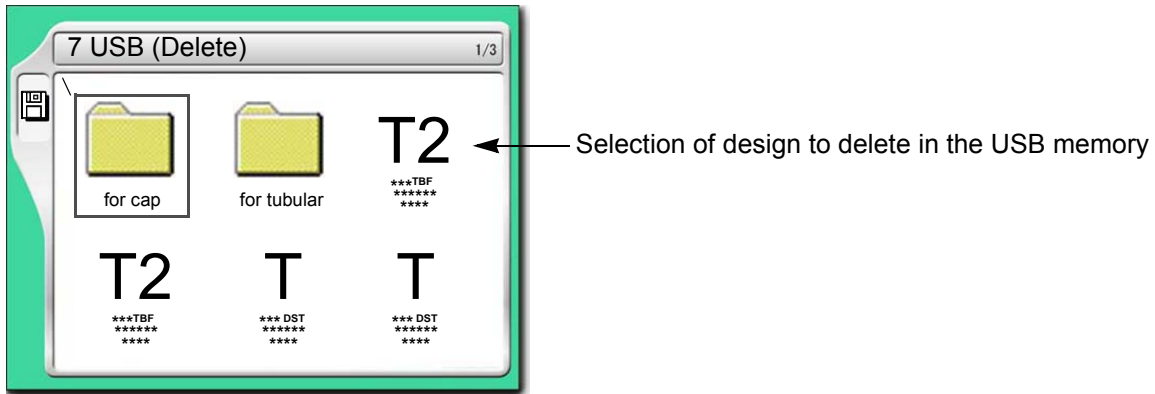 7 USB (Delete) 1/3
\
for cap for tubular T2
***TBF
******
****
Selection of design to delete in the USB memory
T2 T T
***TBF *** DST *** DST
****** ****** ******
**** **** ****